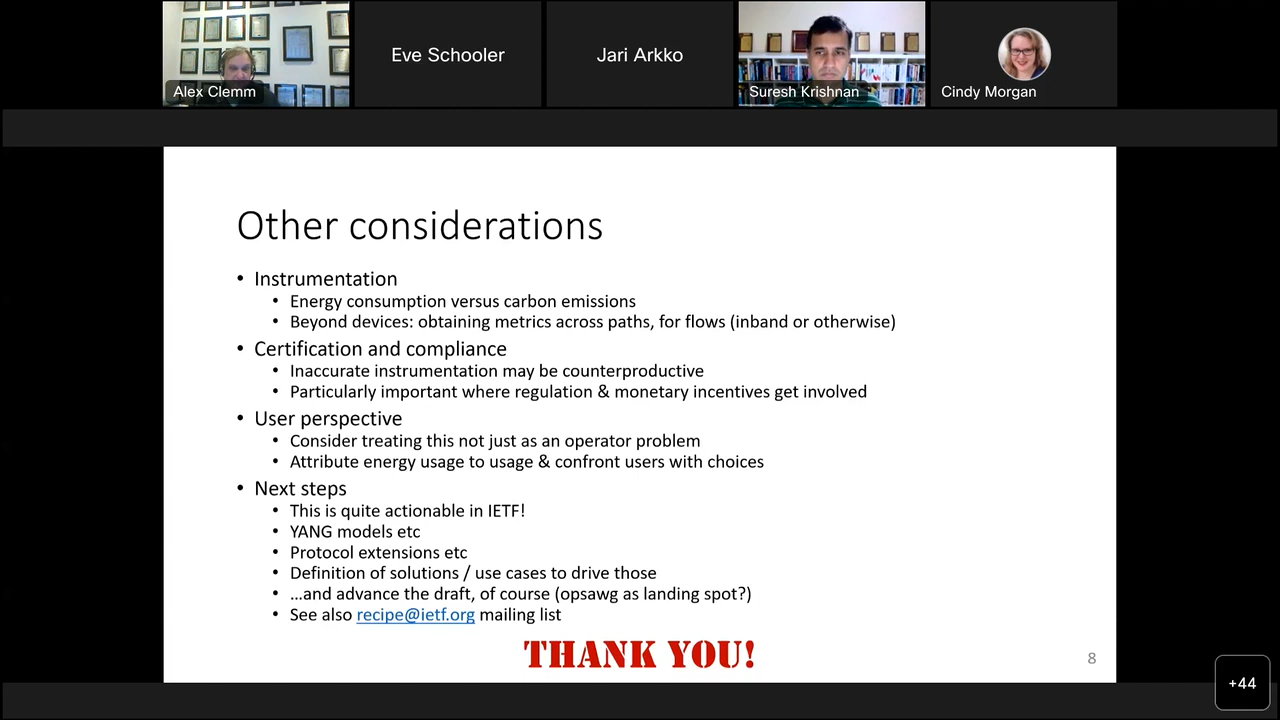 Alex Clemm
Eve Schooler
Jari Arkko
Suresh Krishnan
Cindy Morgan
Other considerations
• Instrumentation
• Energy consumption versus carbon emissions
• Beyond devices: obtaining metrics across paths, for flows (inband or otherwise)
• Certification and compliance
• Inaccurate instrumentation may be counterproductive
• Particularly important where regulation & monetary incentives get involved
• User perspective
• Consider treating this not just as an operator problem
• Attribute energy usage to usage & confront users with choices
• Next steps
• This is quite actionable in IETF!
• YANG models etc
• Protocol extensions etc
• Definition of solutions / use cases to drive those
• ...and advance the draft, of course (opsawg as landing spot?)
• See also recipe@ietf.org mailing list
THANK YOU!
8
+44